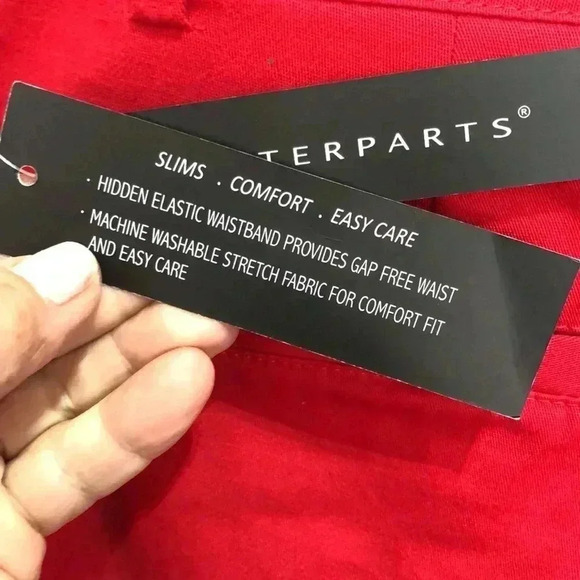 TERPARTS®
SLIMS . COMFORT . EASY CARE
· HIDDEN ELASTIC WAISTBAND PROVIDES GAP FREE WAIST
· MACHINE WASHABLE STRETCH FABRIC FOR COMFORT FIT
AND EASY CARE